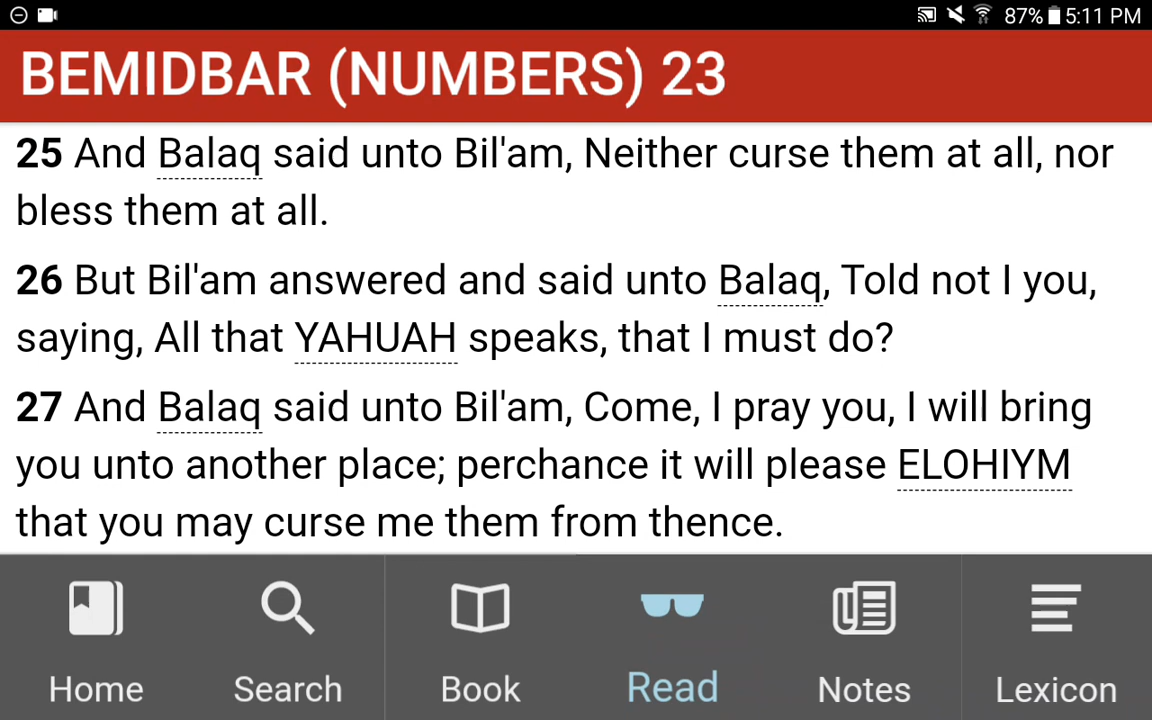 87% 5:11 PM
BEMIDBAR (NUMBERS) 23
25 And Balaq said unto Bil'am, Neither curse them at all, nor
bless them at all.
26 But Bil'am answered and said unto Balaq, Told not I you,
saying, All that YAHUAH speaks, that I must do?
27 And Balaq said unto Bil'am, Come, I pray you, I will bring
you unto another place; perchance it will please ELOHIYM
that you may curse me them from thence.
Home Search Book Read Notes Lexicon